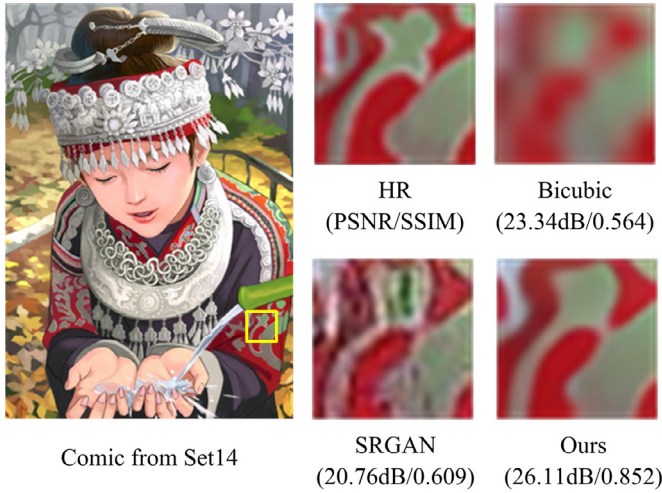 HR
(PSNR/SSIM)
Bicubic
(23.34dB/0.564)
SRGAN
(20.76dB/0.609)
Ours
(26.11dB/0.852)
Comic from Set14